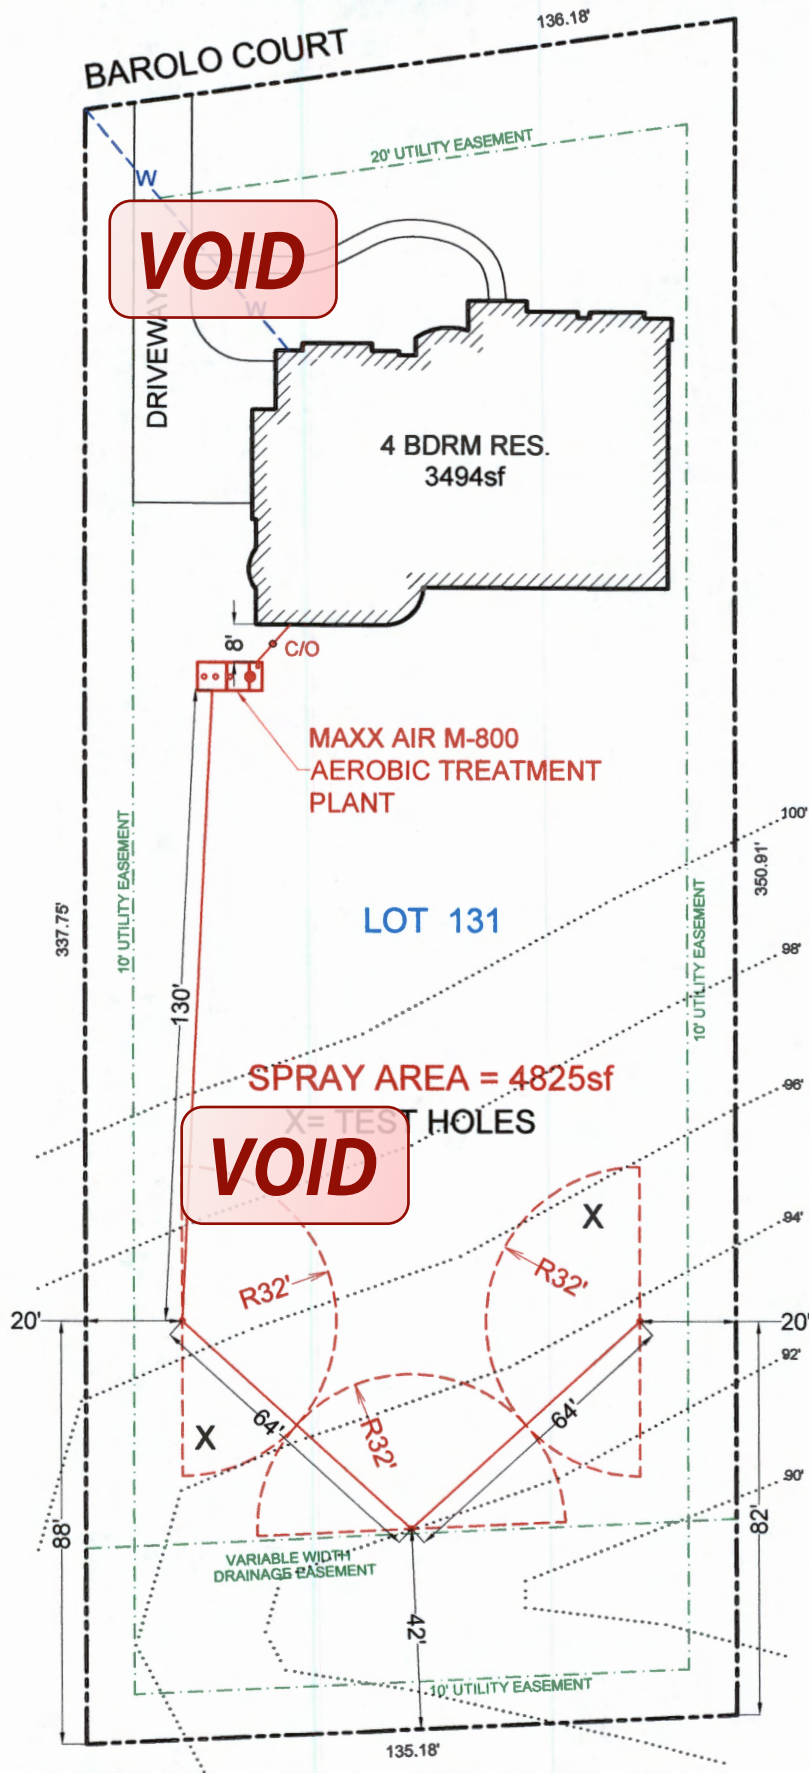 136.18'
BAROLO COURT
20' UTILITY EASEMENT
W
VOID
W
DRIVEWAY
4 BDRM RES.
3494sf
8'
C/O
MAXX AIR M-800
AEROBIC TREATMENT
PLANT
100'
10' UTILITY EASEMENT
350.91'
337.75'
LOT 131
10' UTILITY EASEMENT
98'
130'
SPRAY AREA = 4825sf
96'
X= TEST HOLES
VOID
X
94'
R32'
R32'
20'
20'
92'
64'
64'
R32'
X
90'
88'
82'
VARIABLE WIDTH
DRAINAGE EASEMENT
42'
10' UTILITY EASEMENT
135.18'